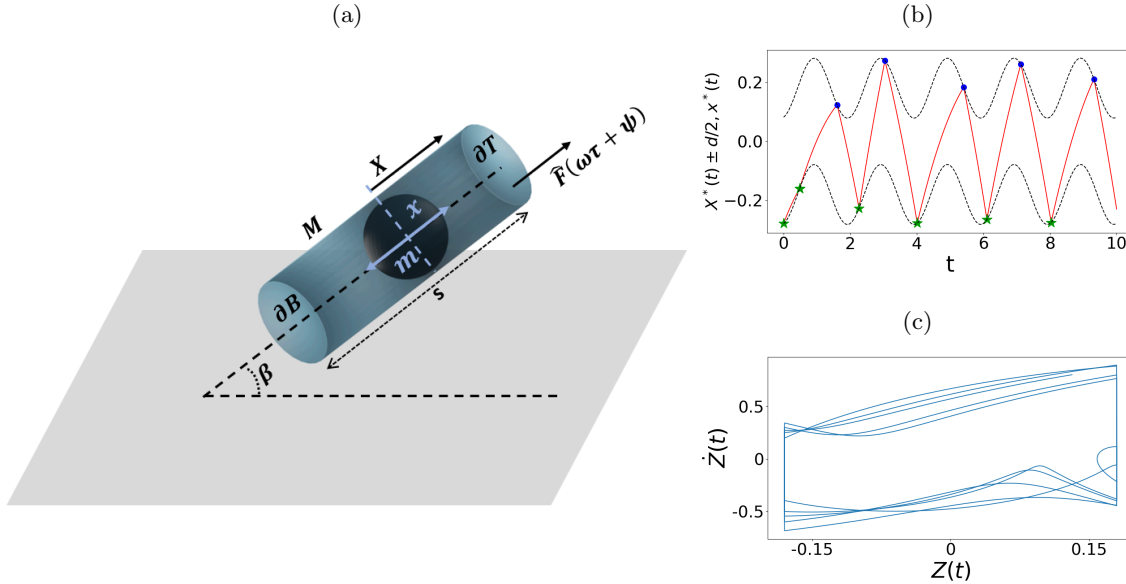 (a)
X
∂T
F̂(ωτ + ψ)
M
x
m
s
∂B
β
(b)
X*(t) ± d/2, x*(t)
0.2
0.0
−0.2
0 2 4 6 8 10
t
(c)
Ż(t)
0.5
0
-0.5
-0.15 0 0.15
Z(t)